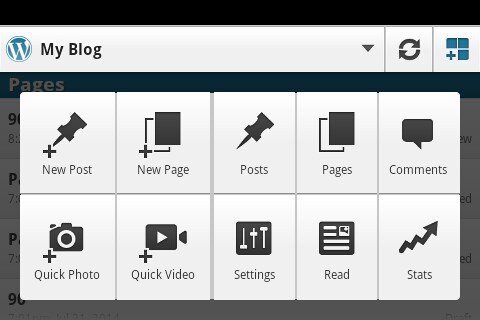 My Blog
Pages
New Post
New Page
Posts
Pages
Comments
Quick Photo
Quick Video
Settings
Read
Stats